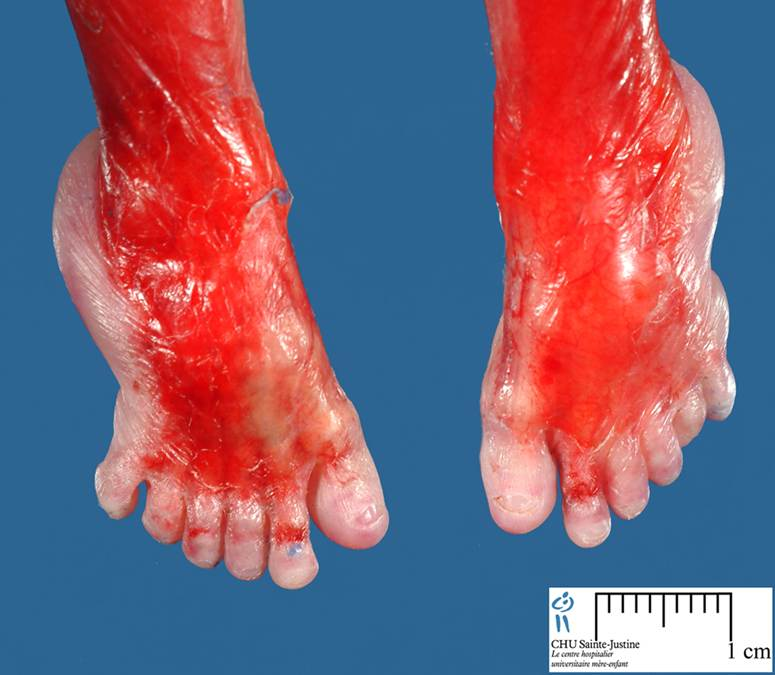 1 cm
CHU Sainte-Justine
Le centre hospitalier
universitaire mère-enfant